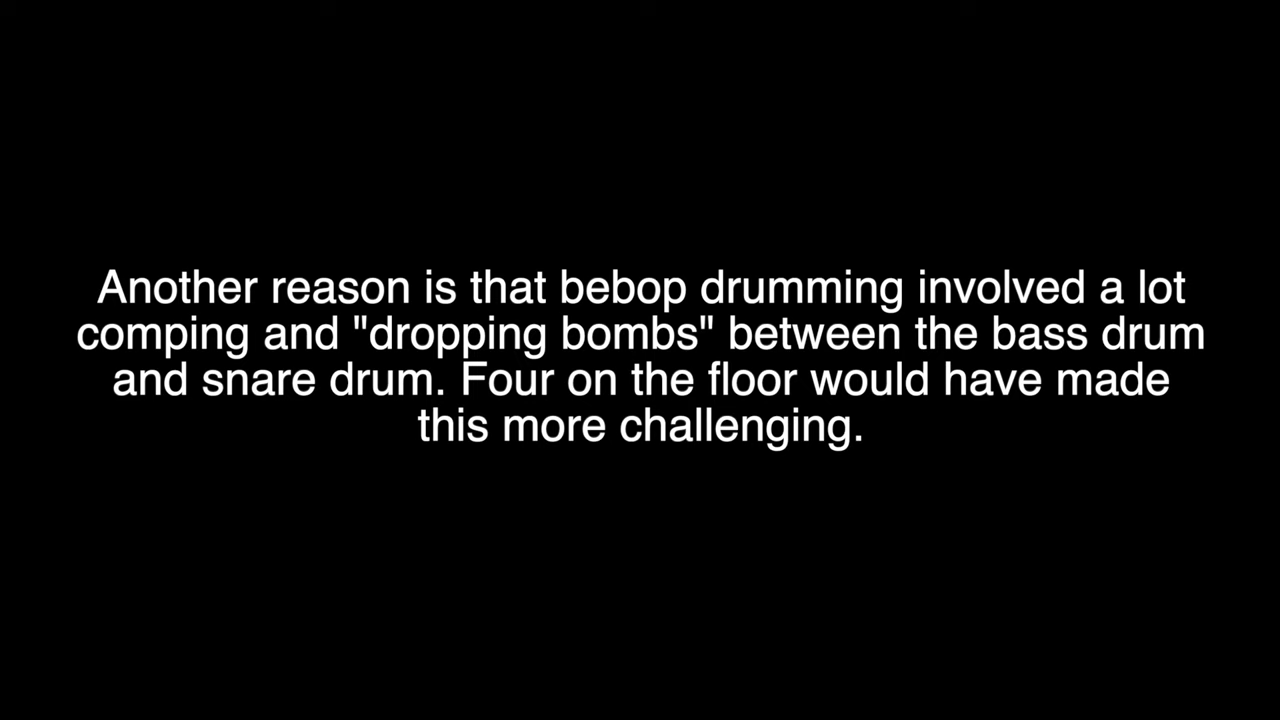 Another reason is that bebop drumming involved a lot
comping and "dropping bombs" between the bass drum
and snare drum. Four on the floor would have made
this more challenging.